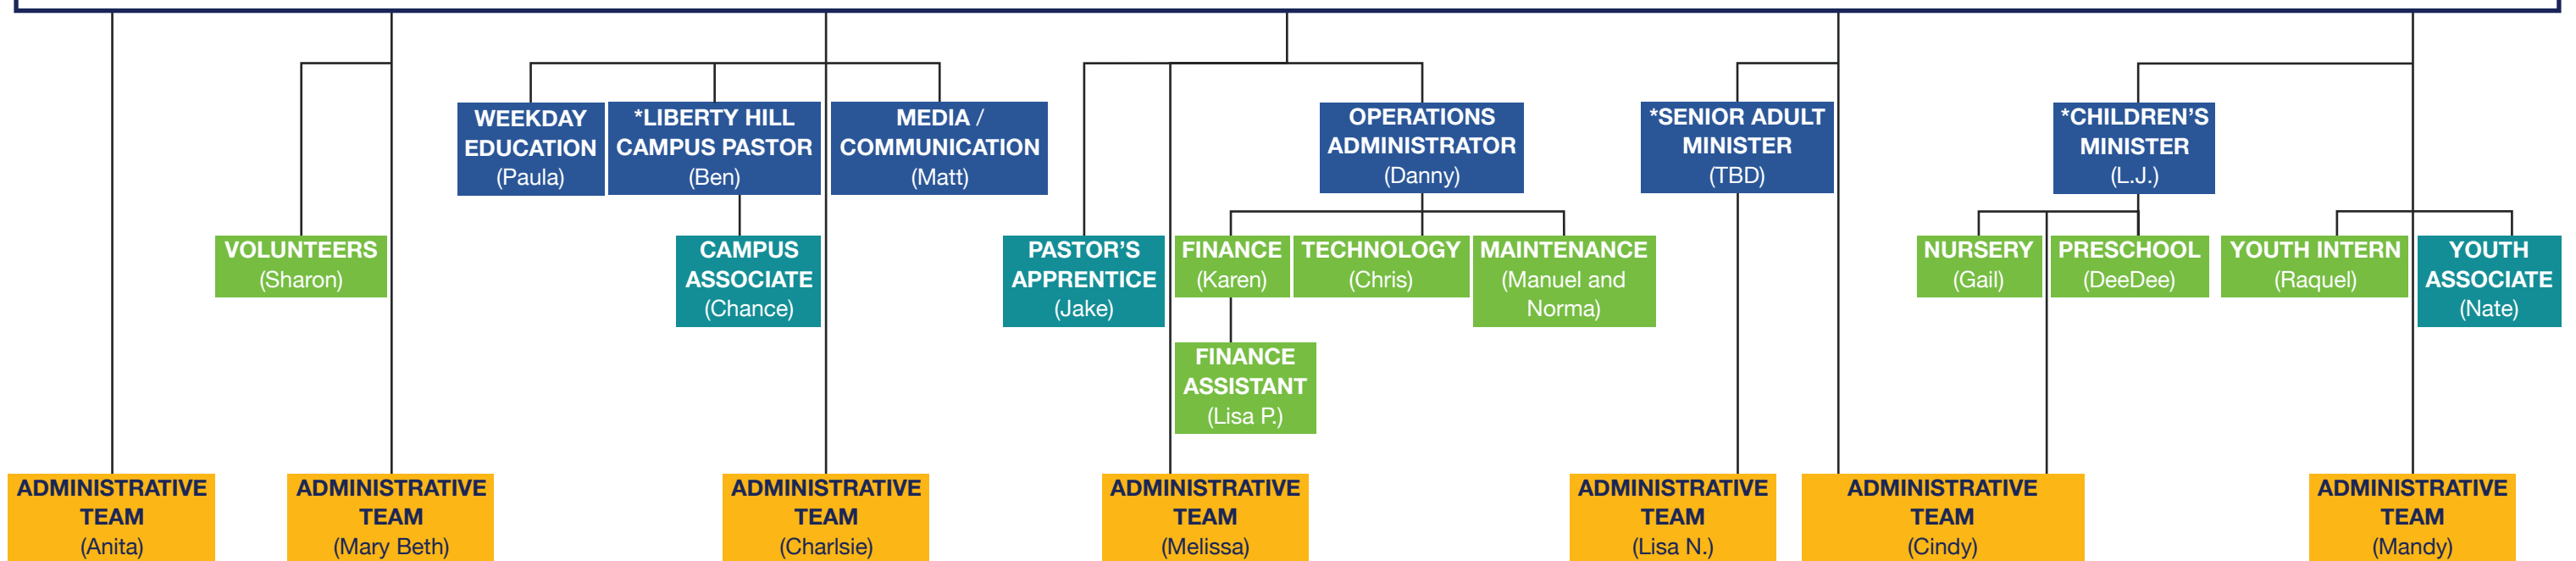 WEEKDAY
EDUCATION
(Paula)
*LIBERTY HILL
CAMPUS PASTOR
(Ben)
MEDIA /
COMMUNICATION
(Matt)
OPERATIONS
ADMINISTRATOR
(Danny)
*SENIOR ADULT
MINISTER
(TBD)
*CHILDREN’S
MINISTER
(L.J.)
VOLUNTEERS
(Sharon)
CAMPUS
ASSOCIATE
(Chance)
PASTOR’S
APPRENTICE
(Jake)
FINANCE
(Karen)
TECHNOLOGY
(Chris)
MAINTENANCE
(Manuel and
Norma)
NURSERY
(Gail)
PRESCHOOL
(DeeDee)
YOUTH INTERN
(Raquel)
YOUTH
ASSOCIATE
(Nate)
FINANCE
ASSISTANT
(Lisa P.)
ADMINISTRATIVE
TEAM
(Anita)
ADMINISTRATIVE
TEAM
(Mary Beth)
ADMINISTRATIVE
TEAM
(Charlsie)
ADMINISTRATIVE
TEAM
(Melissa)
ADMINISTRATIVE
TEAM
(Lisa N.)
ADMINISTRATIVE
TEAM
(Cindy)
ADMINISTRATIVE
TEAM
(Mandy)